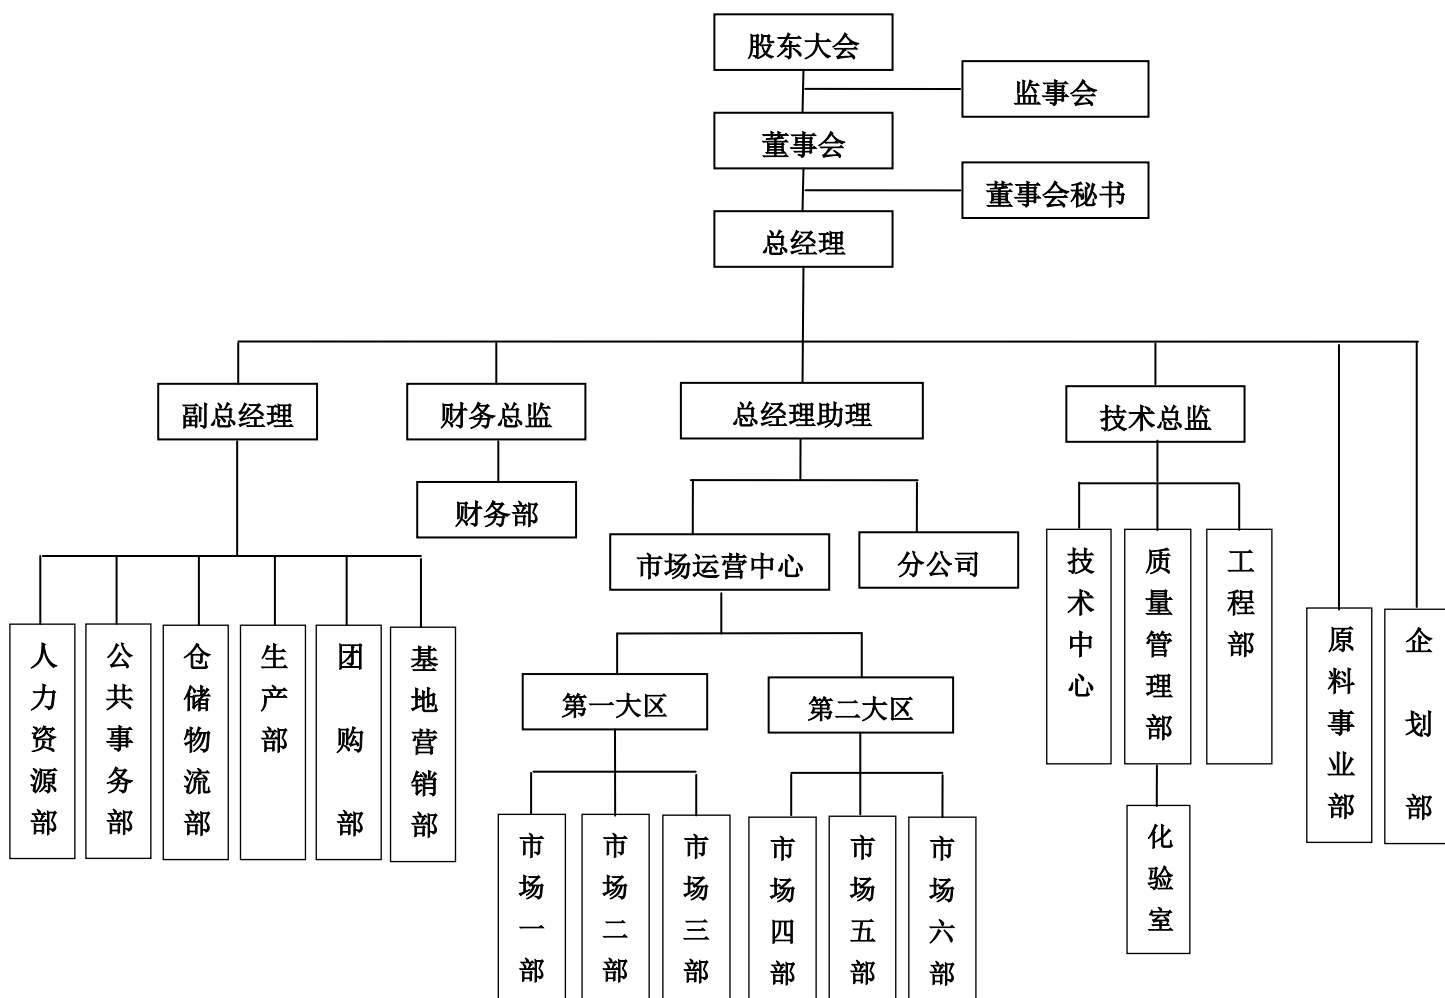 股东大会
监事会
董事会
董事会秘书
总经理
副总经理
财务总监
总经理助理
技术总监
财务部
市场运营中心
分公司
技术中心
质量管理部
工程部
人力资源部
公共事务部
仓储物流部
生产部
团购部
基地营销部
原料事业部
企划部
第一大区
第二大区
化验室
市场一部
市场二部
市场三部
市场四部
市场五部
市场六部